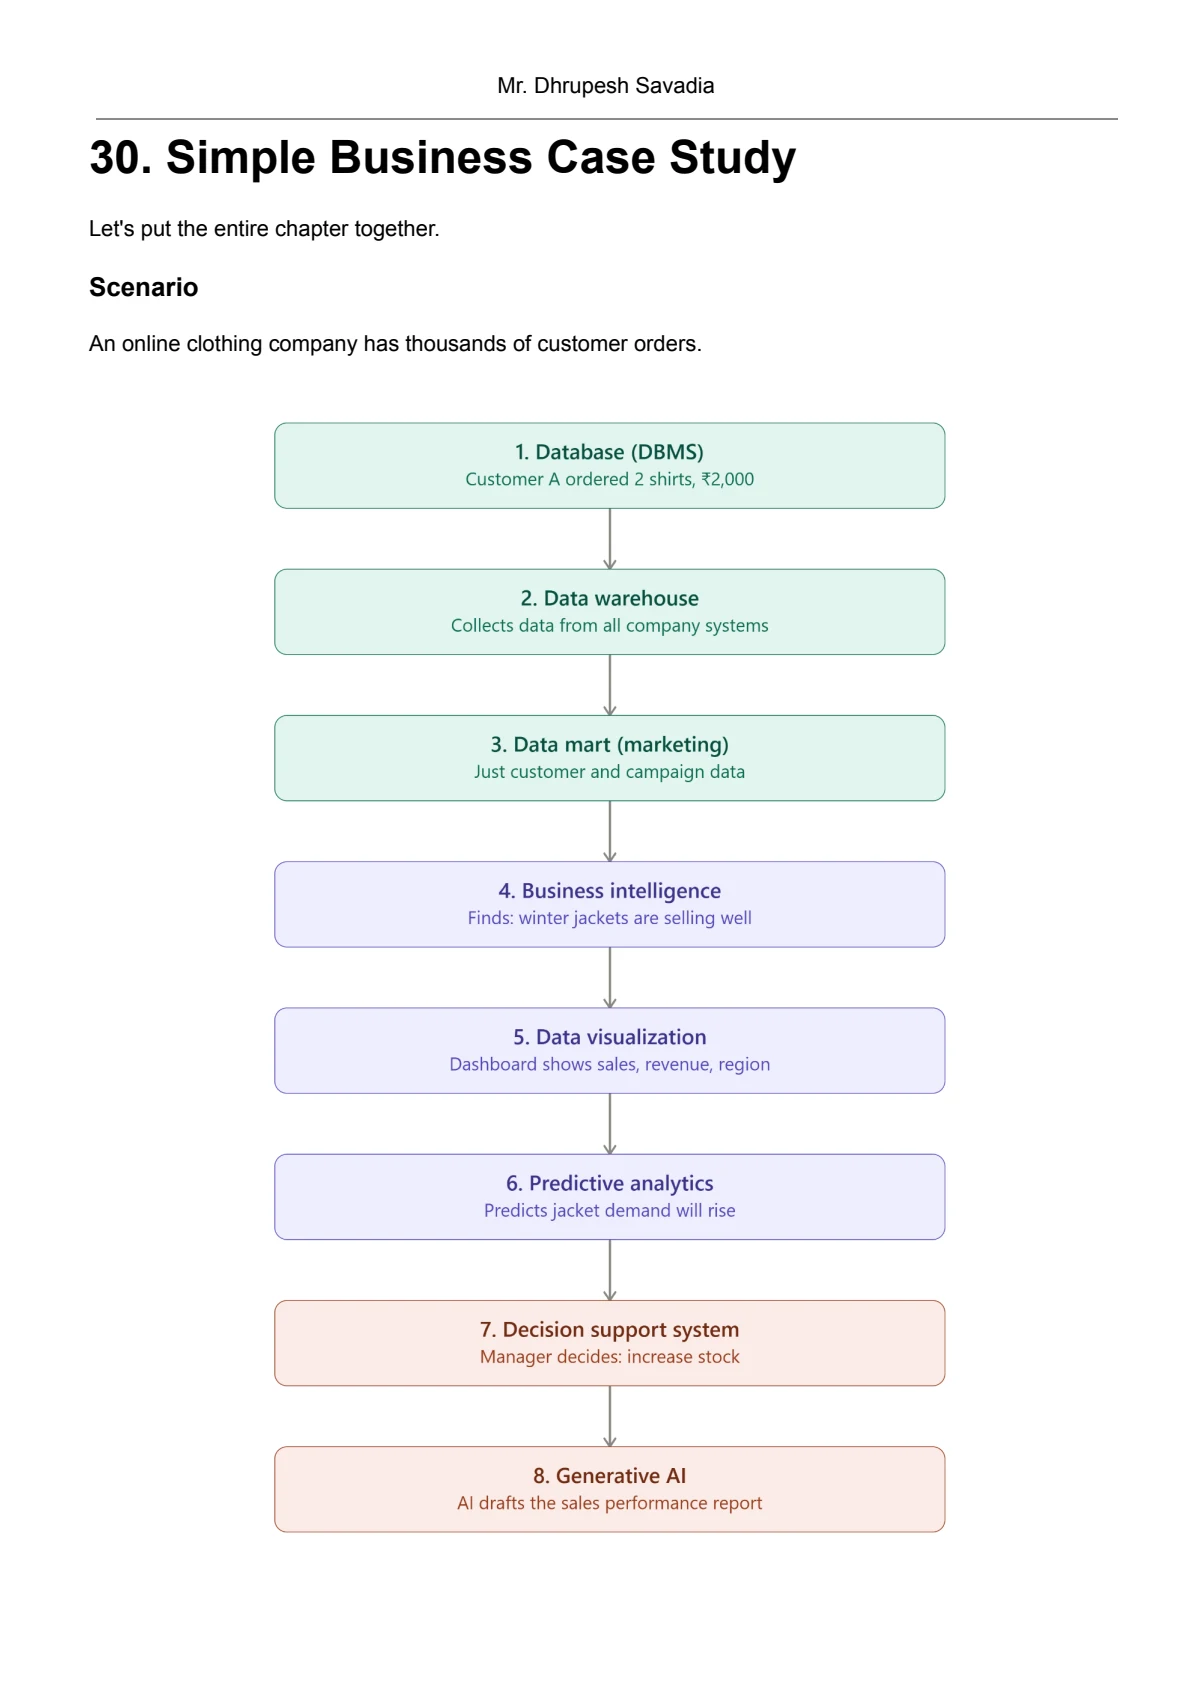 Mr. Dhrupesh Savadia
30. Simple Business Case Study
Let's put the entire chapter together.
Scenario
An online clothing company has thousands of customer orders.
1. Database (DBMS)
Customer A ordered 2 shirts, ₹2,000
2. Data warehouse
Collects data from all company systems
3. Data mart (marketing)
Just customer and campaign data
4. Business intelligence
Finds: winter jackets are selling well
5. Data visualization
Dashboard shows sales, revenue, region
6. Predictive analytics
Predicts jacket demand will rise
7. Decision support system
Manager decides: increase stock
8. Generative AI
AI drafts the sales performance report